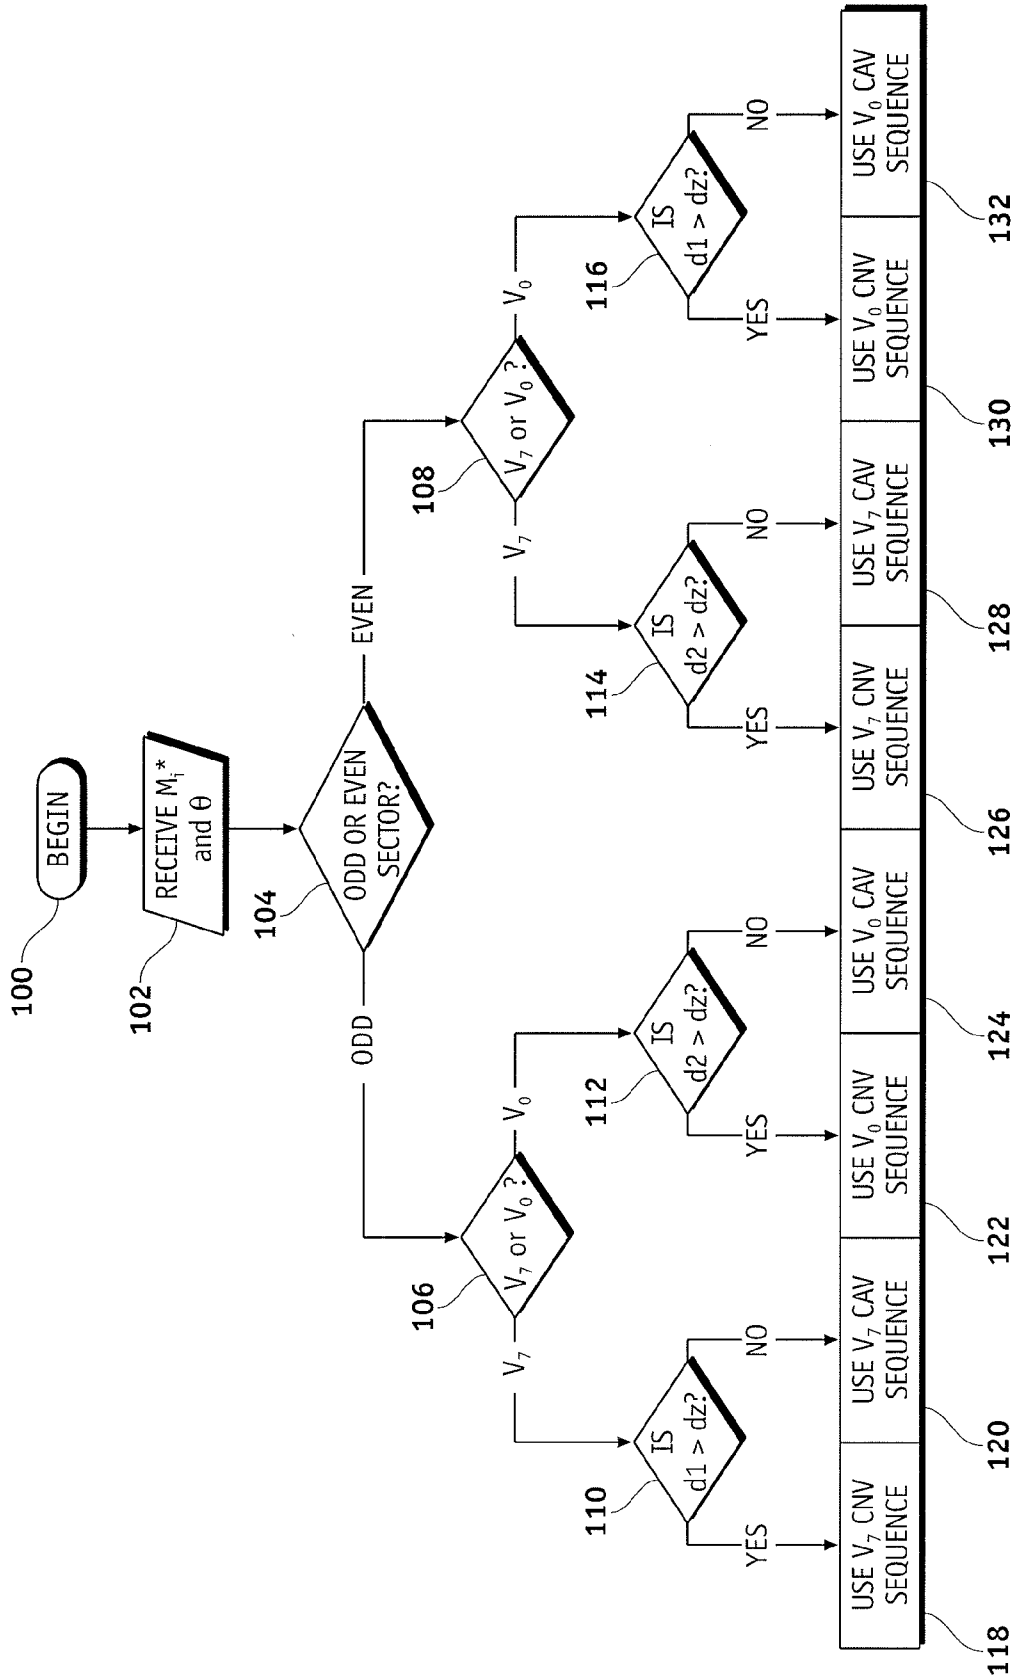 100
BEGIN
102
RECEIVE Mᵢ*
and θ
104
ODD OR EVEN
SECTOR?
ODD
EVEN
106
V₇ or V₀ ?
108
V₇ or V₀ ?
V₇
V₀
V₇
V₀
110
IS
d1 > dz?
112
IS
d2 > dz?
114
IS
d2 > dz?
116
IS
d1 > dz?
YES
NO
YES
NO
YES
NO
YES
NO
USE V₇ CNV
SEQUENCE
USE V₇ CAV
SEQUENCE
USE V₀ CNV
SEQUENCE
USE V₀ CAV
SEQUENCE
USE V₇ CNV
SEQUENCE
USE V₇ CAV
SEQUENCE
USE V₀ CNV
SEQUENCE
USE V₀ CAV
SEQUENCE
118
120
122
124
126
128
130
132